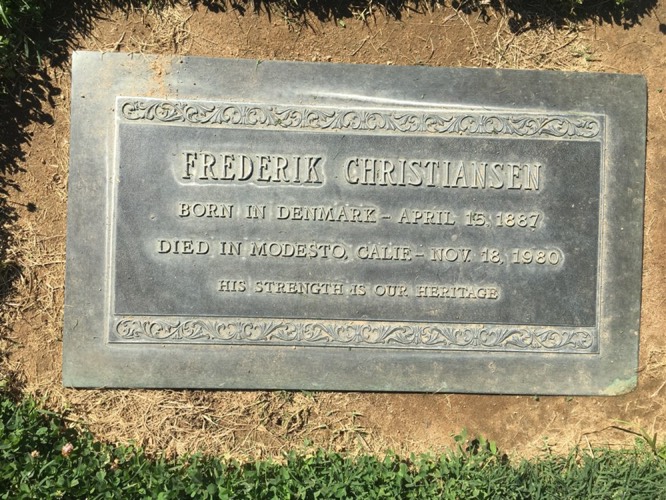 FREDERIK CHRISTIANSEN
BORN IN DENMARK - APRIL 15, 1887
DIED IN MODESTO, CALIF - NOV. 18, 1980
HIS STRENGTH IS OUR HERITAGE